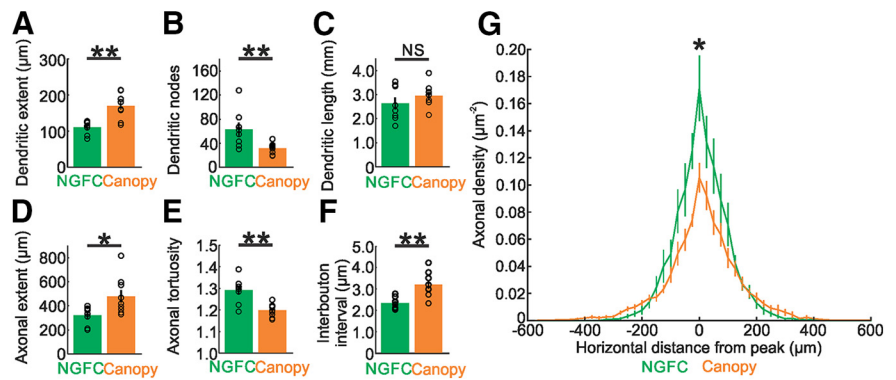 A
Dendritic extent (µm)
300
200
100
0
**
NGFC Canopy
B
Dendritic nodes
160
120
80
40
0
**
NGFC Canopy
C
Dendritic length (mm)
4.0
3.0
2.0
1.0
0
NS
NGFC Canopy
D
Axonal extent (µm)
800
600
400
200
0
*
NGFC Canopy
E
Axonal tortuosity
1.5
1.4
1.3
1.2
1.1
1.0
**
NGFC Canopy
F
Interbouton
interval (µm)
5.0
4.0
3.0
2.0
1.0
0
**
NGFC Canopy
G
Axonal density (µm⁻²)
0.20
0.18
0.16
0.14
0.12
0.10
0.08
0.06
0.04
0.02
*
-600 -400 -200 0 200 400 600
Horizontal distance from peak (µm)
NGFC Canopy